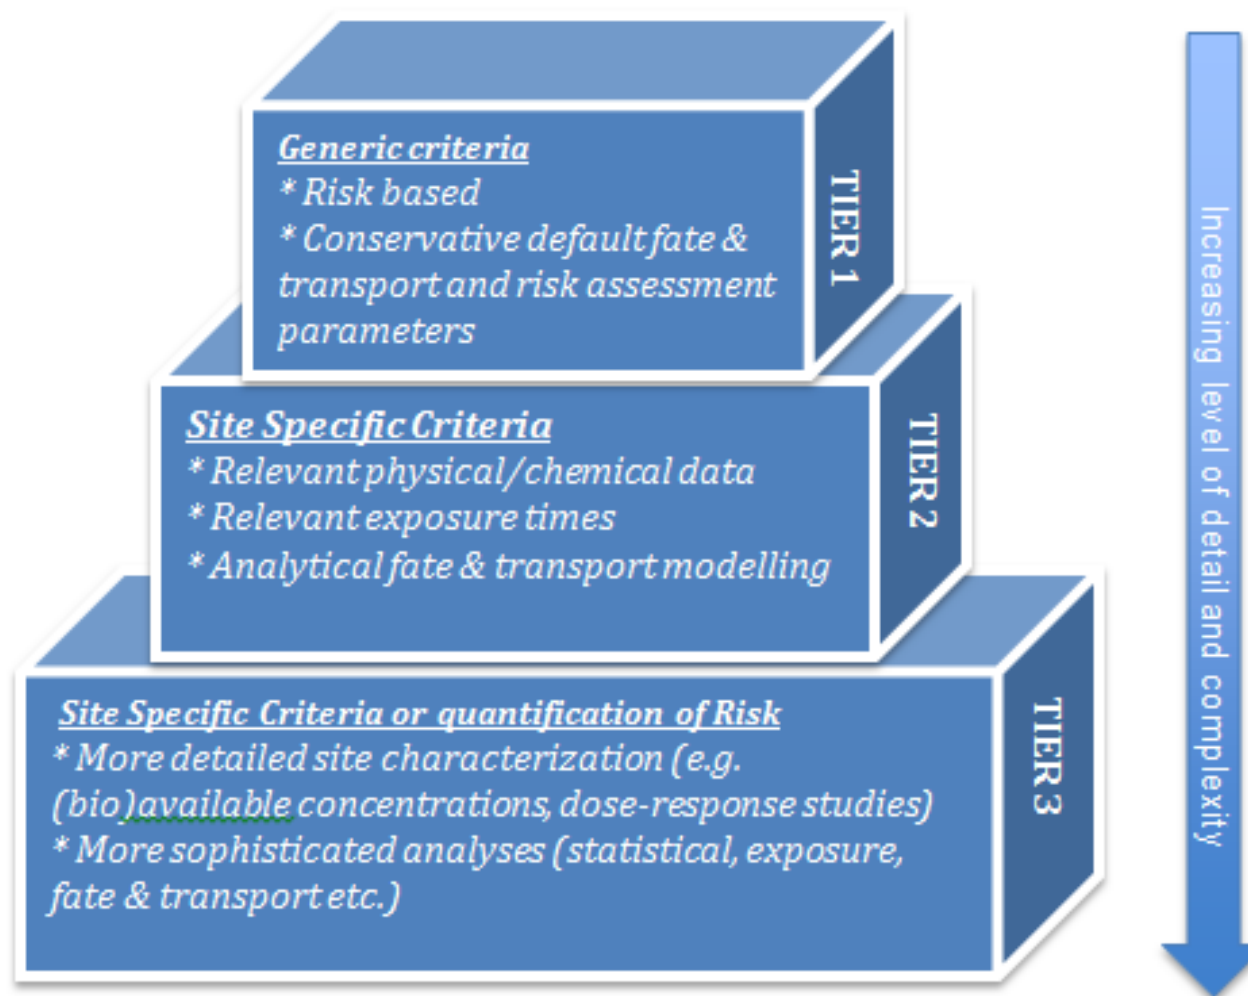 Generic criteria
* Risk based
* Conservative default fate &
transport and risk assessment
parameters
TIER 1
Site Specific Criteria
* Relevant physical/chemical data
* Relevant exposure times
* Analytical fate & transport modelling
TIER 2
Site Specific Criteria or quantification of Risk
* More detailed site characterization (e.g.
(bio)available concentrations, dose-response studies)
* More sophisticated analyses (statistical, exposure,
fate & transport etc.)
TIER 3
Increasing level of detail and complexity